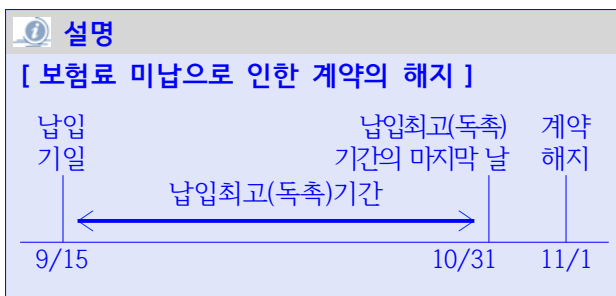 설명
[ 보험료 미납으로 인한 계약의 해지 ]
납입 납입최고(독촉) 계약
기일 기간의 마지막 날 해지
납입최고(독촉)기간
9/15 10/31 11/1